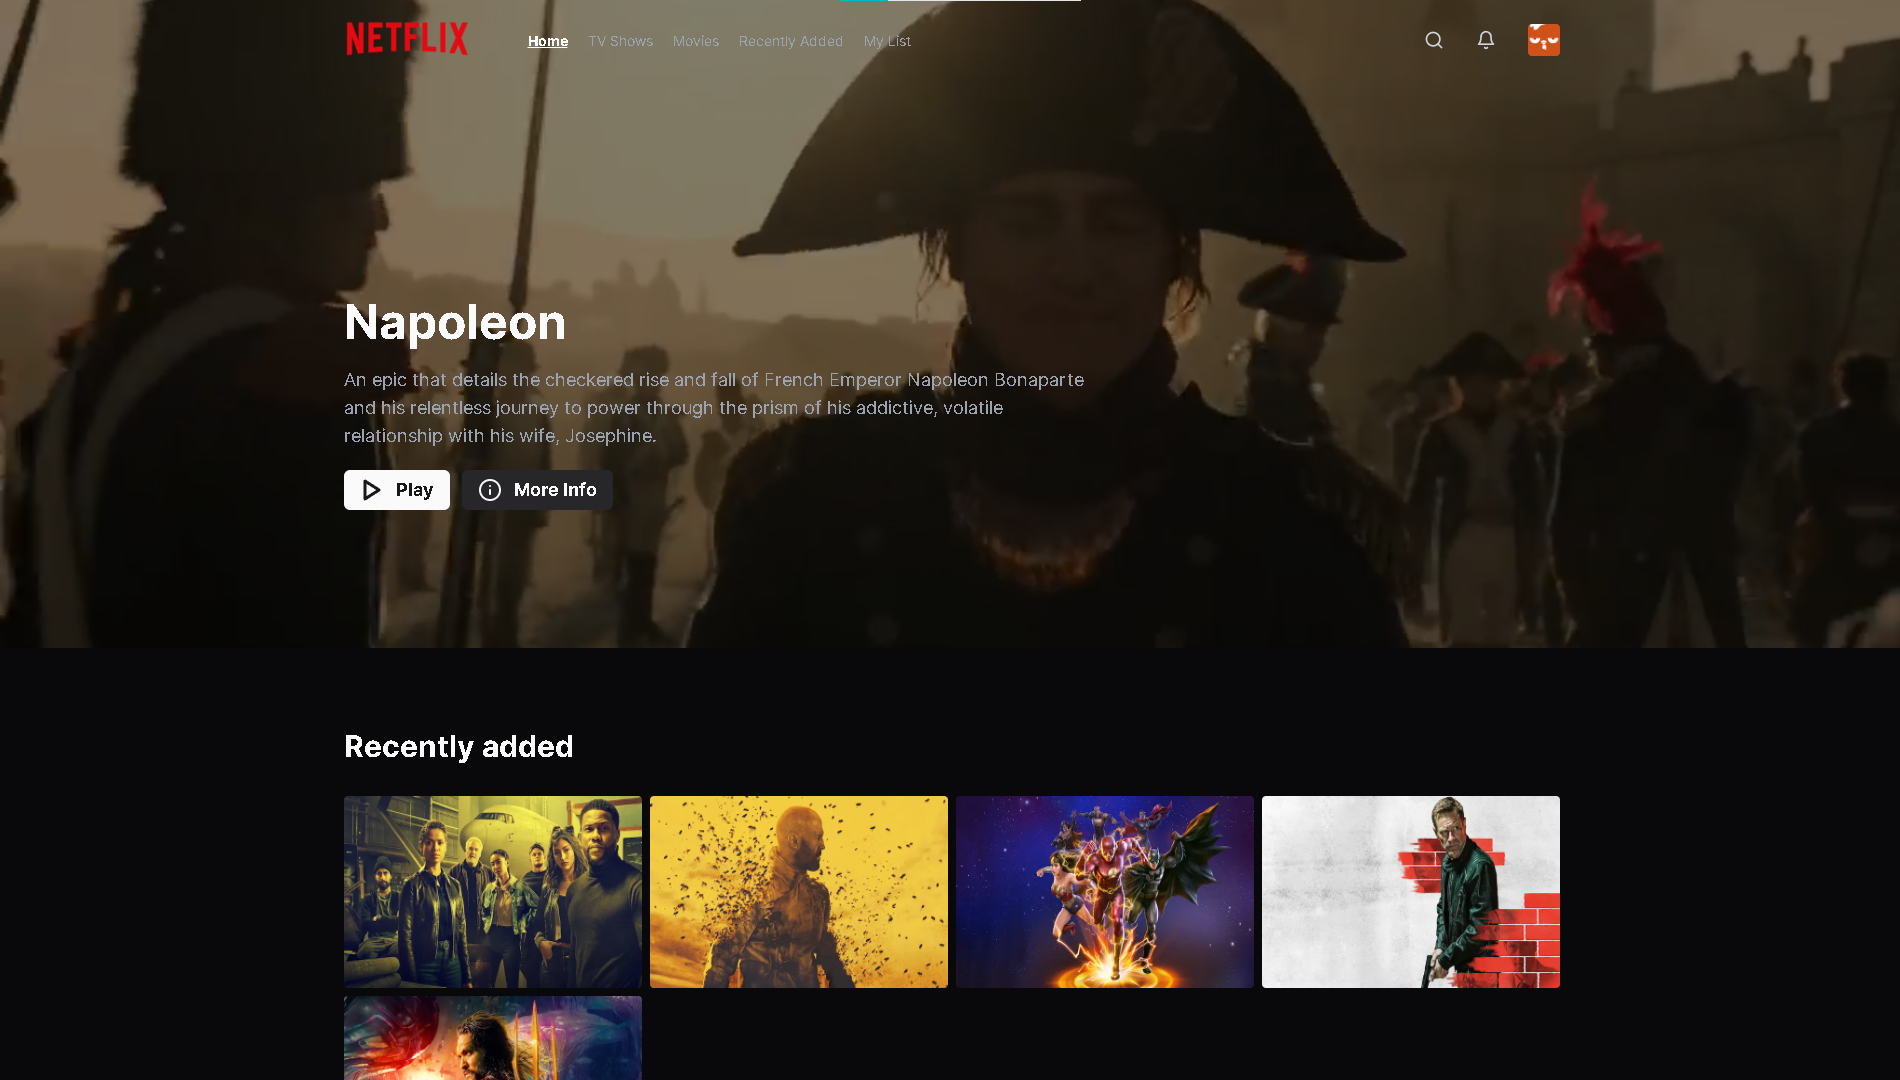 NETFLIX
Home
TV Shows
Movies
Recently Added
My List
Napoleon
An epic that details the checkered rise and fall of French Emperor Napoleon Bonaparte
and his relentless journey to power through the prism of his addictive, volatile
relationship with his wife, Josephine.
Play
More Info
Recently added